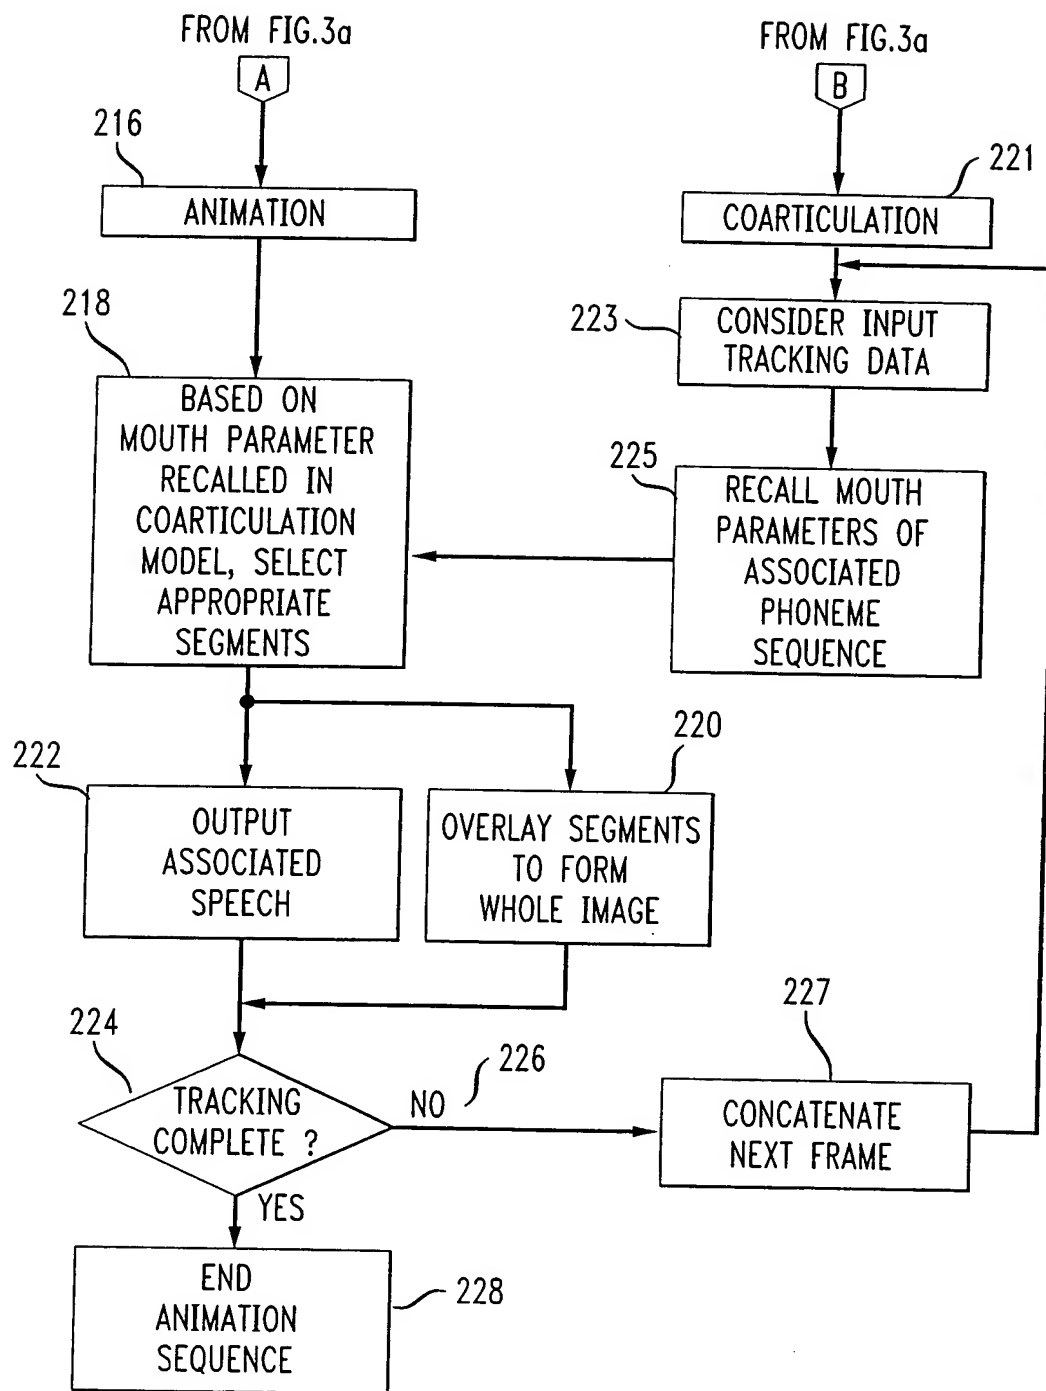 FROM FIG.3a
A
216
ANIMATION
218
BASED ON
MOUTH PARAMETER
RECALLED IN
COARTICULATION
MODEL, SELECT
APPROPRIATE
SEGMENTS
FROM FIG.3a
B
221
COARTICULATION
223
CONSIDER INPUT
TRACKING DATA
225
RECALL MOUTH
PARAMETERS OF
ASSOCIATED
PHONEME
SEQUENCE
222
OUTPUT
ASSOCIATED
SPEECH
220
OVERLAY SEGMENTS
TO FORM
WHOLE IMAGE
224
TRACKING
COMPLETE ?
NO
226
227
CONCATENATE
NEXT FRAME
YES
END
ANIMATION
SEQUENCE
228